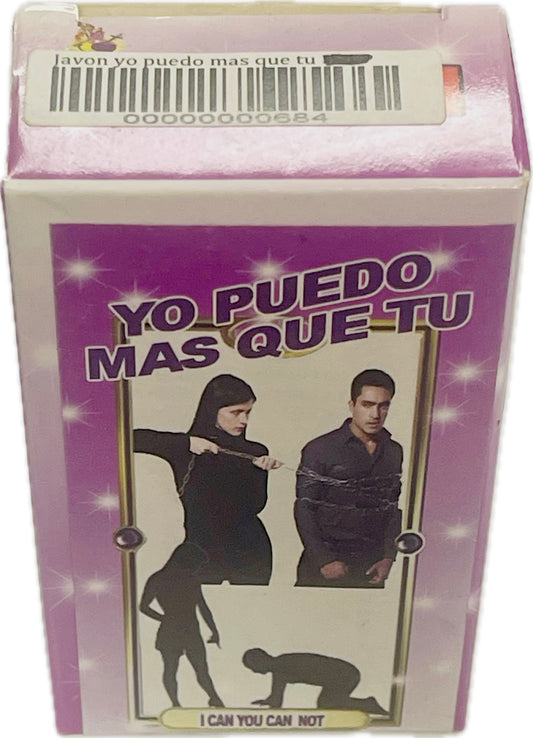 Javon yo puedo mas que tu
00000000684
YO PUEDO
MAS QUE TU
I CAN YOU CAN NOT